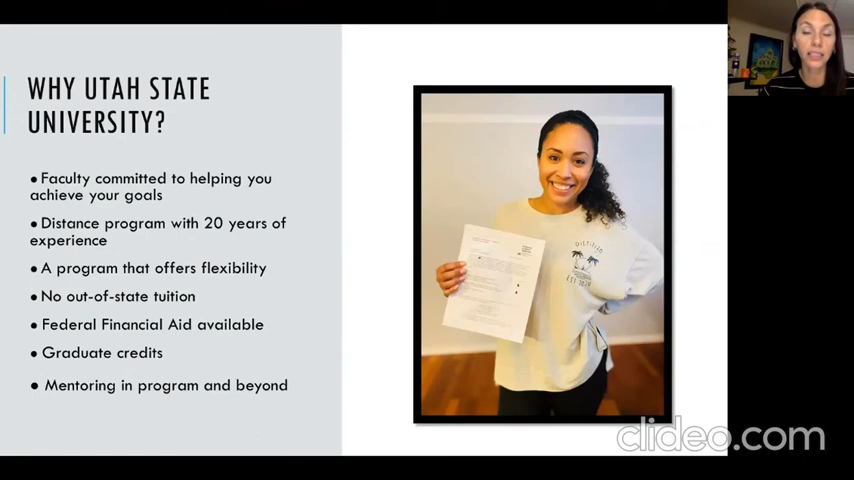 WHY UTAH STATE
UNIVERSITY?
● Faculty committed to helping you
achieve your goals
● Distance program with 20 years of
experience
● A program that offers flexibility
● No out-of-state tuition
● Federal Financial Aid available
● Graduate credits
● Mentoring in program and beyond
DIETITIAN
clideo.com